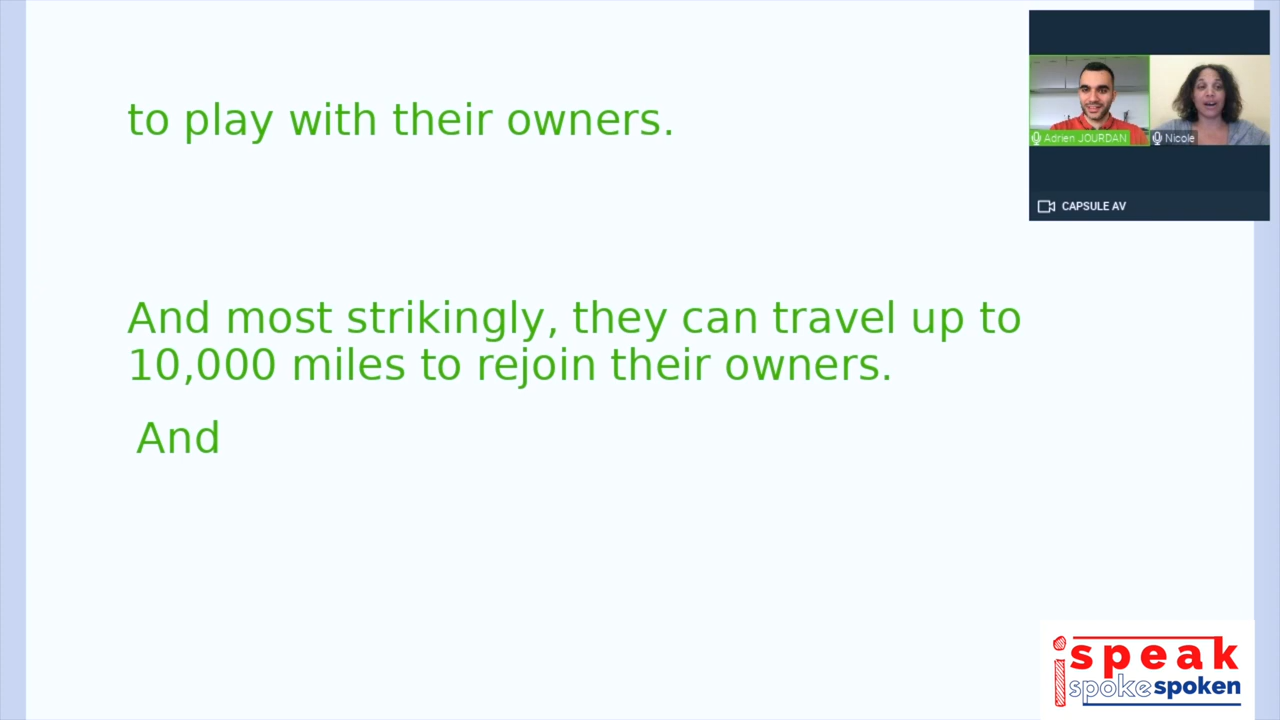 to play with their owners.
Adrien JOURDAN
Nicole
CAPSULE AV
And most strikingly, they can travel up to
10,000 miles to rejoin their owners.
And
ispeak
spoke spoken